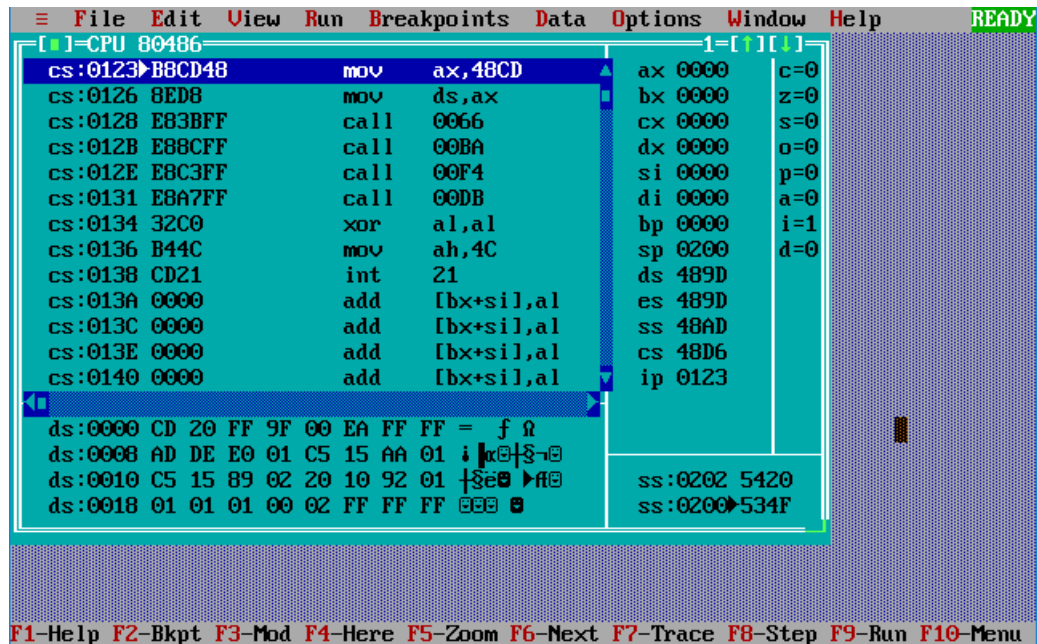 ≡ File Edit View Run Breakpoints Data Options Window Help READY
[■]=CPU 80486 1=[↑][↓]
cs:0123►B8CD48 mov ax,48CD ax 0000 c=0
cs:0126 8ED8 mov ds,ax bx 0000 z=0
cs:0128 E83BFF call 0066 cx 0000 s=0
cs:012B E88CFF call 00BA dx 0000 o=0
cs:012E E8C3FF call 00F4 si 0000 p=0
cs:0131 E8A7FF call 00DB di 0000 a=0
cs:0134 32C0 xor al,al bp 0000 i=1
cs:0136 B44C mov ah,4C sp 0200 d=0
cs:0138 CD21 int 21 ds 489D
cs:013A 0000 add [bx+si],al es 489D
cs:013C 0000 add [bx+si],al ss 48AD
cs:013E 0000 add [bx+si],al cs 48D6
cs:0140 0000 add [bx+si],al ip 0123
ds:0000 CD 20 FF 9F 00 EA FF FF = ƒ Ω
ds:0008 AD DE E0 01 C5 15 AA 01 ¡▐α☺┼§¬☺
ds:0010 C5 15 89 02 20 10 92 01 ┼§ë☻ ►Æ☺ ss:0202 5420
ds:0018 01 01 01 00 02 FF FF FF ☺☺☺ ☻ ss:0200►534F
F1-Help F2-Bkpt F3-Mod F4-Here F5-Zoom F6-Next F7-Trace F8-Step F9-Run F10-Menu